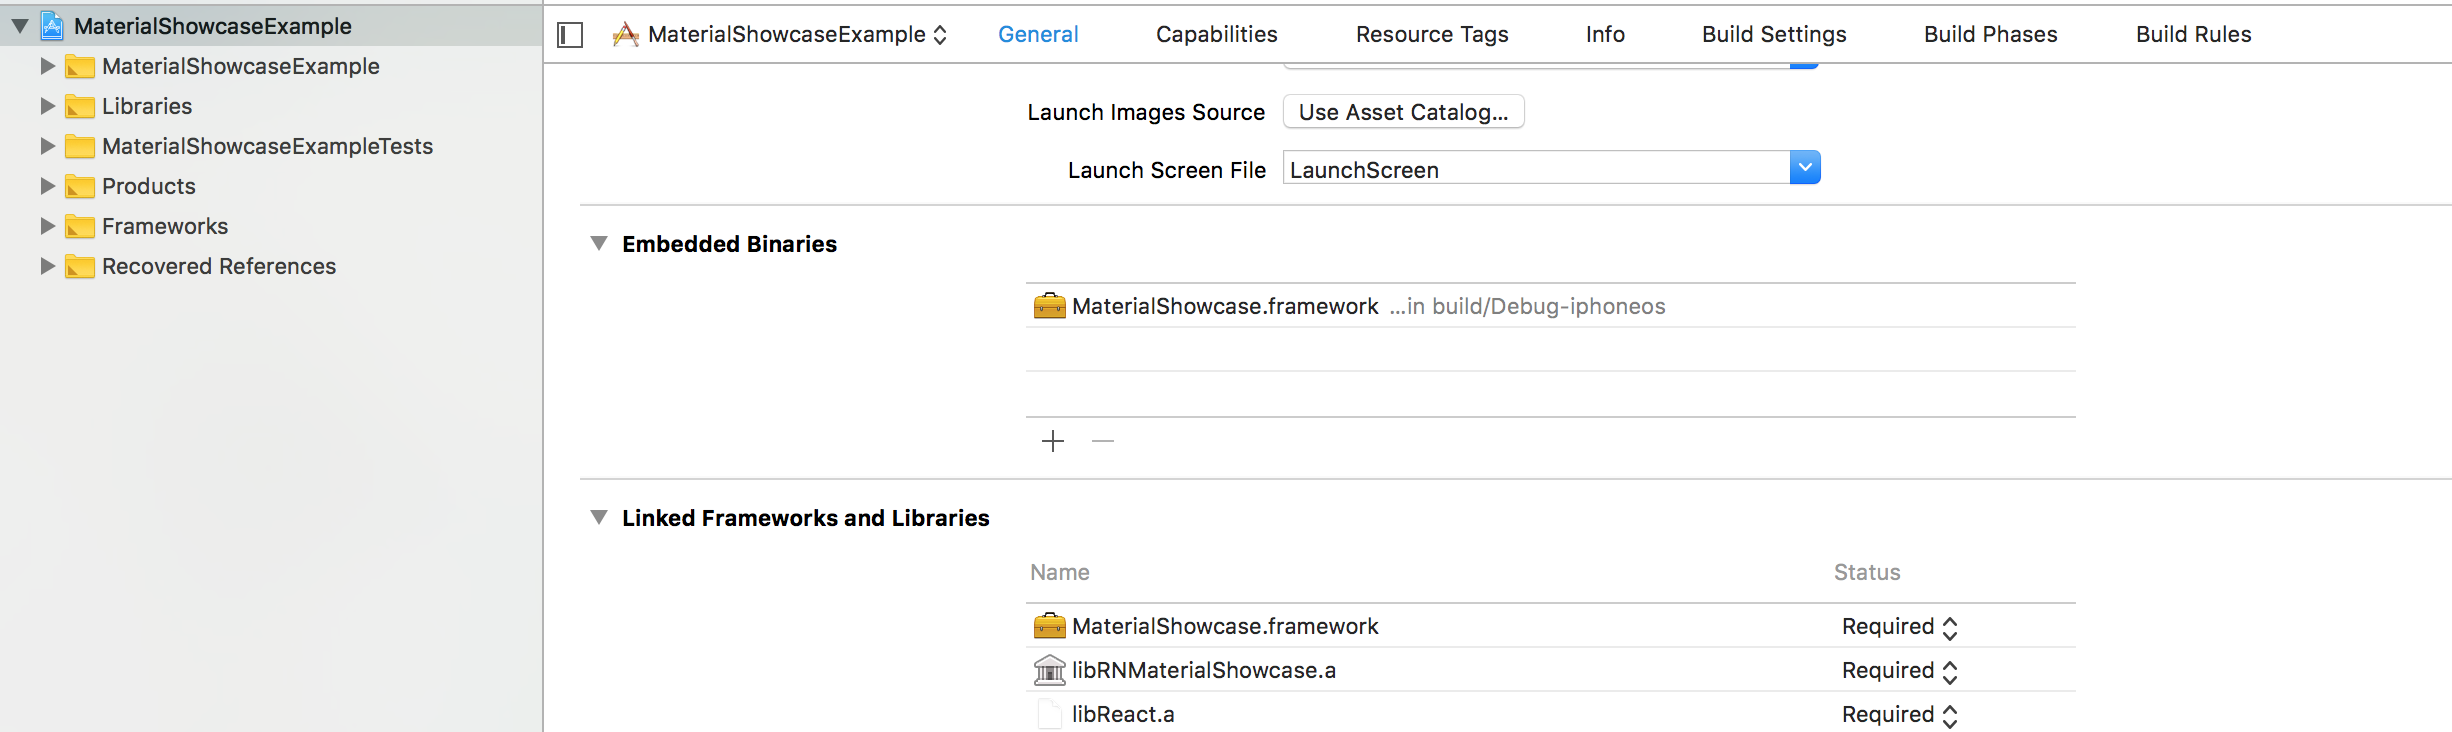 MaterialShowcaseExample
MaterialShowcaseExample
Libraries
MaterialShowcaseExampleTests
Products
Frameworks
Recovered References
MaterialShowcaseExample General Capabilities Resource Tags Info Build Settings Build Phases Build Rules
Launch Images Source Use Asset Catalog...
Launch Screen File LaunchScreen
Embedded Binaries
MaterialShowcase.framework ...in build/Debug-iphoneos
Linked Frameworks and Libraries
Name Status
MaterialShowcase.framework Required
libRNMaterialShowcase.a Required
libReact.a Required